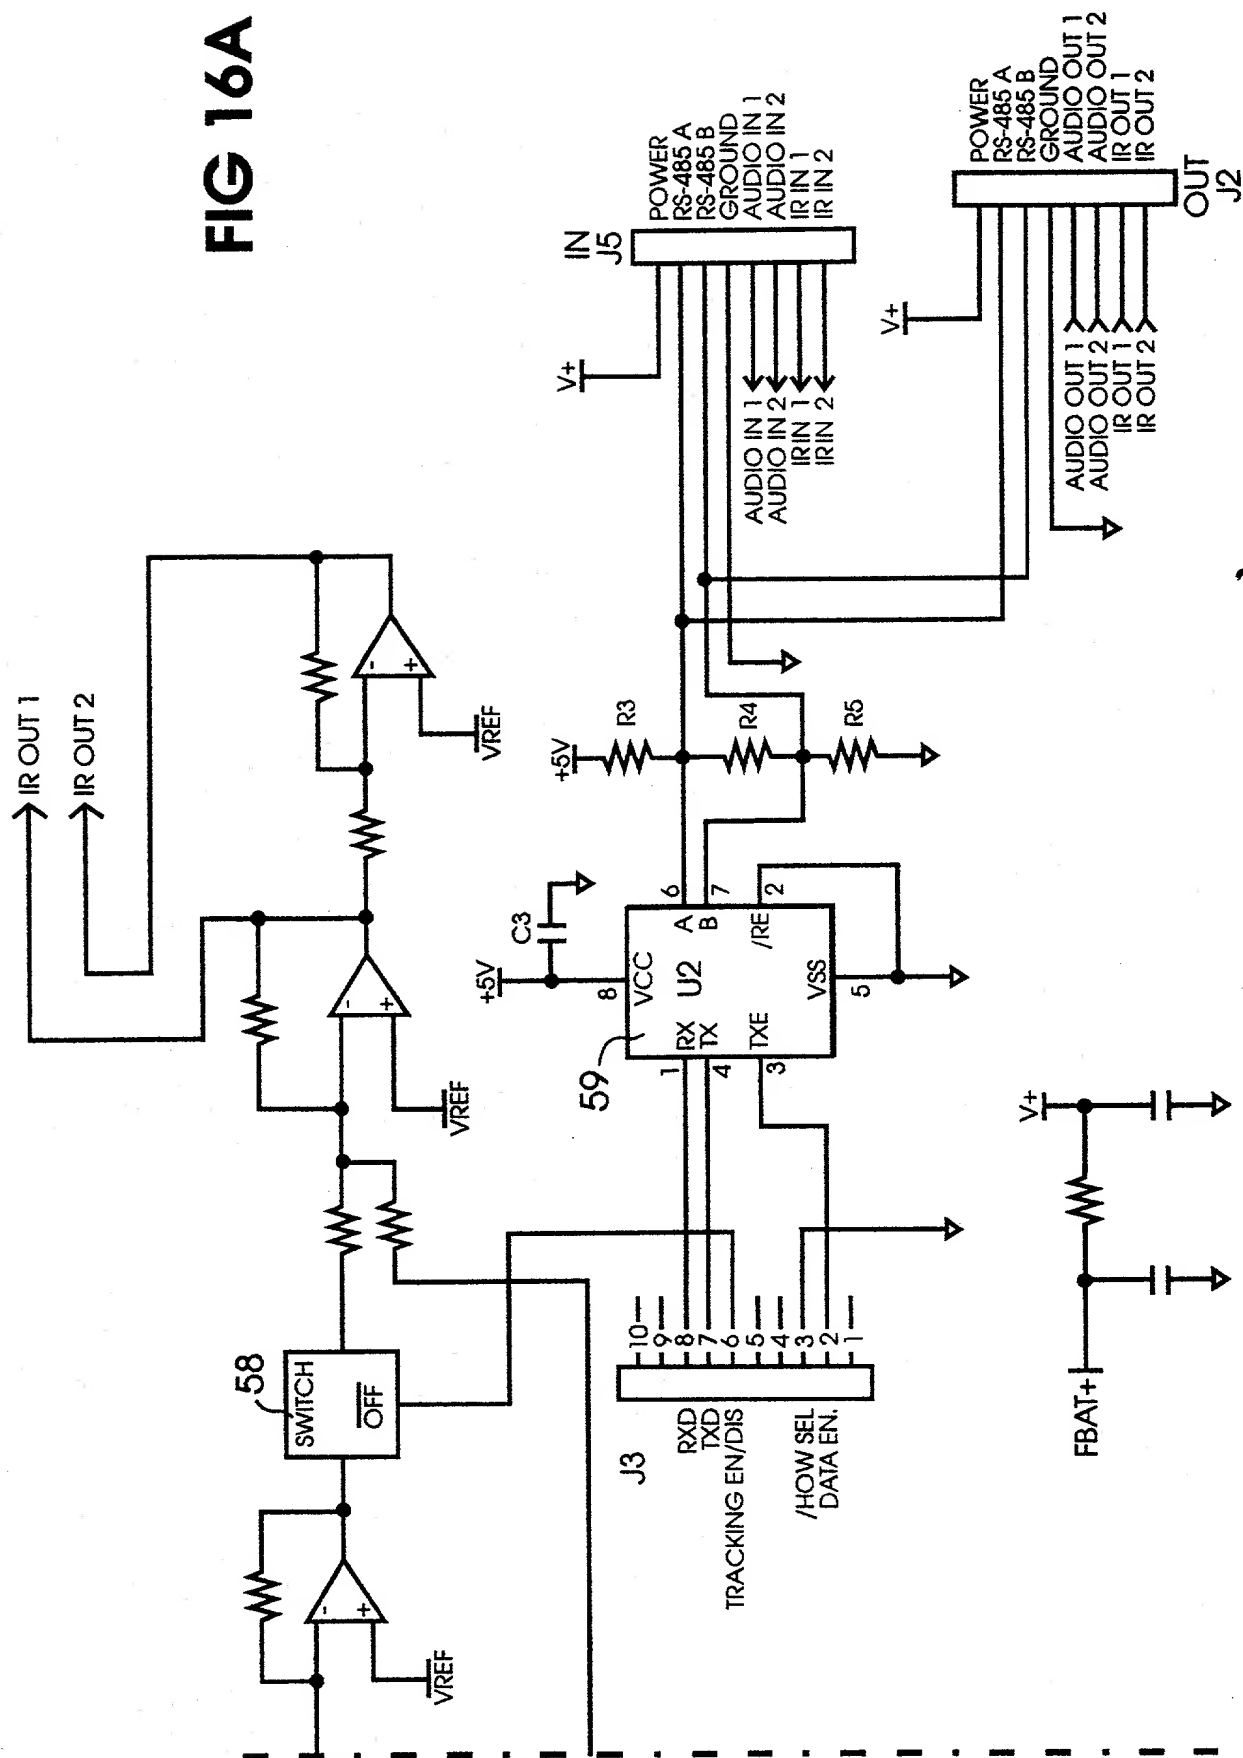 FIG 16A
IR OUT 1
IR OUT 2
VREF
-
+
VREF
-
+
58
SWITCH
OFF
VREF
-
+
IN
J5
POWER
RS-485 A
RS-485 B
GROUND
AUDIO IN 1
AUDIO IN 2
IR IN 1
IR IN 2
V+
AUDIO IN 1
AUDIO IN 2
IRIN 1
IRIN 2
POWER
RS-485 A
RS-485 B
GROUND
AUDIO OUT 1
AUDIO OUT 2
IR OUT 1
IR OUT 2
OUT
J2
V+
AUDIO OUT 1
AUDIO OUT 2
IR OUT 1
IR OUT 2
+5V
R3
R4
R5
C3
+5V
59
8
VCC
U2
6
A
7
B
2
/RE
1
RX
4
TX
3
TXE
VSS
5
J3
10
9
8
7
6
5
4
3
2
1
RXD
TXD
TRACKING EN/DIS
/HOW SEL
DATA EN.
V+
FBAT+